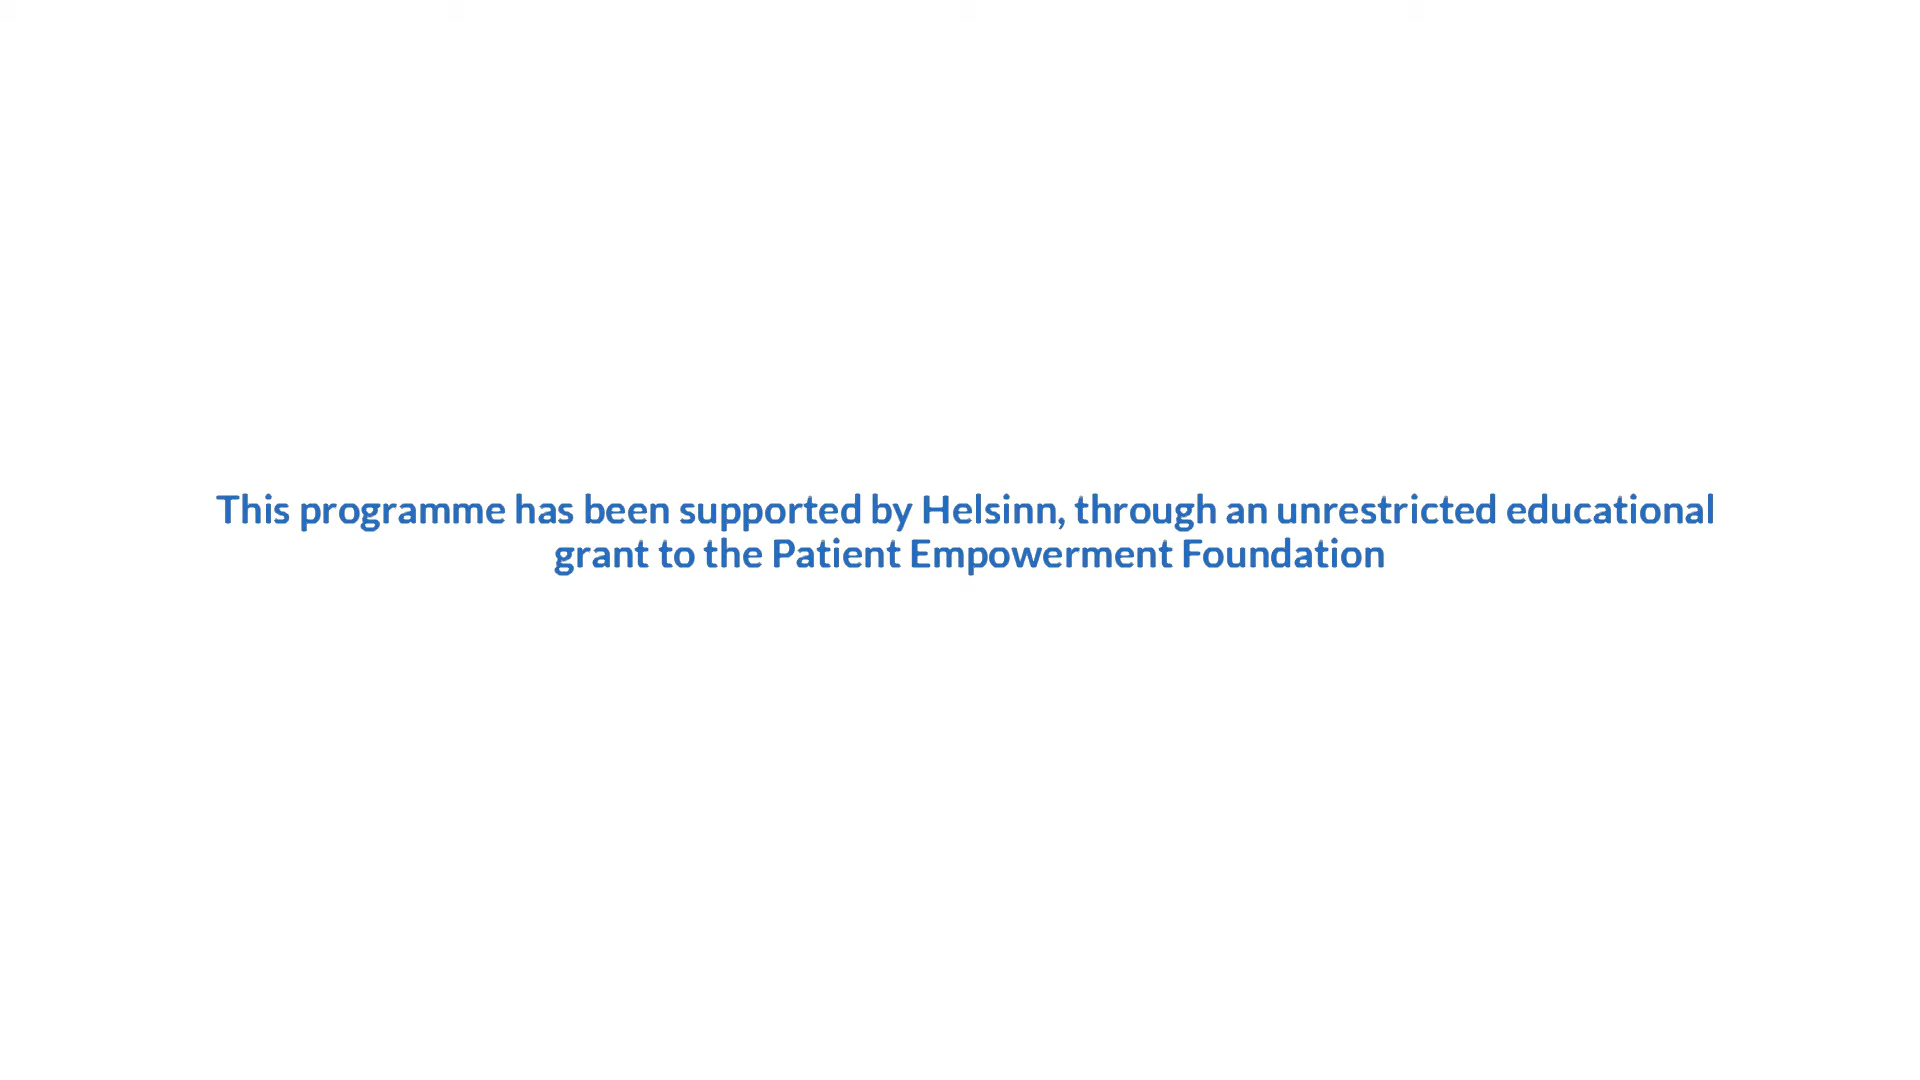 This programme has been supported by Helsinn, through an unrestricted educational
grant to the Patient Empowerment Foundation